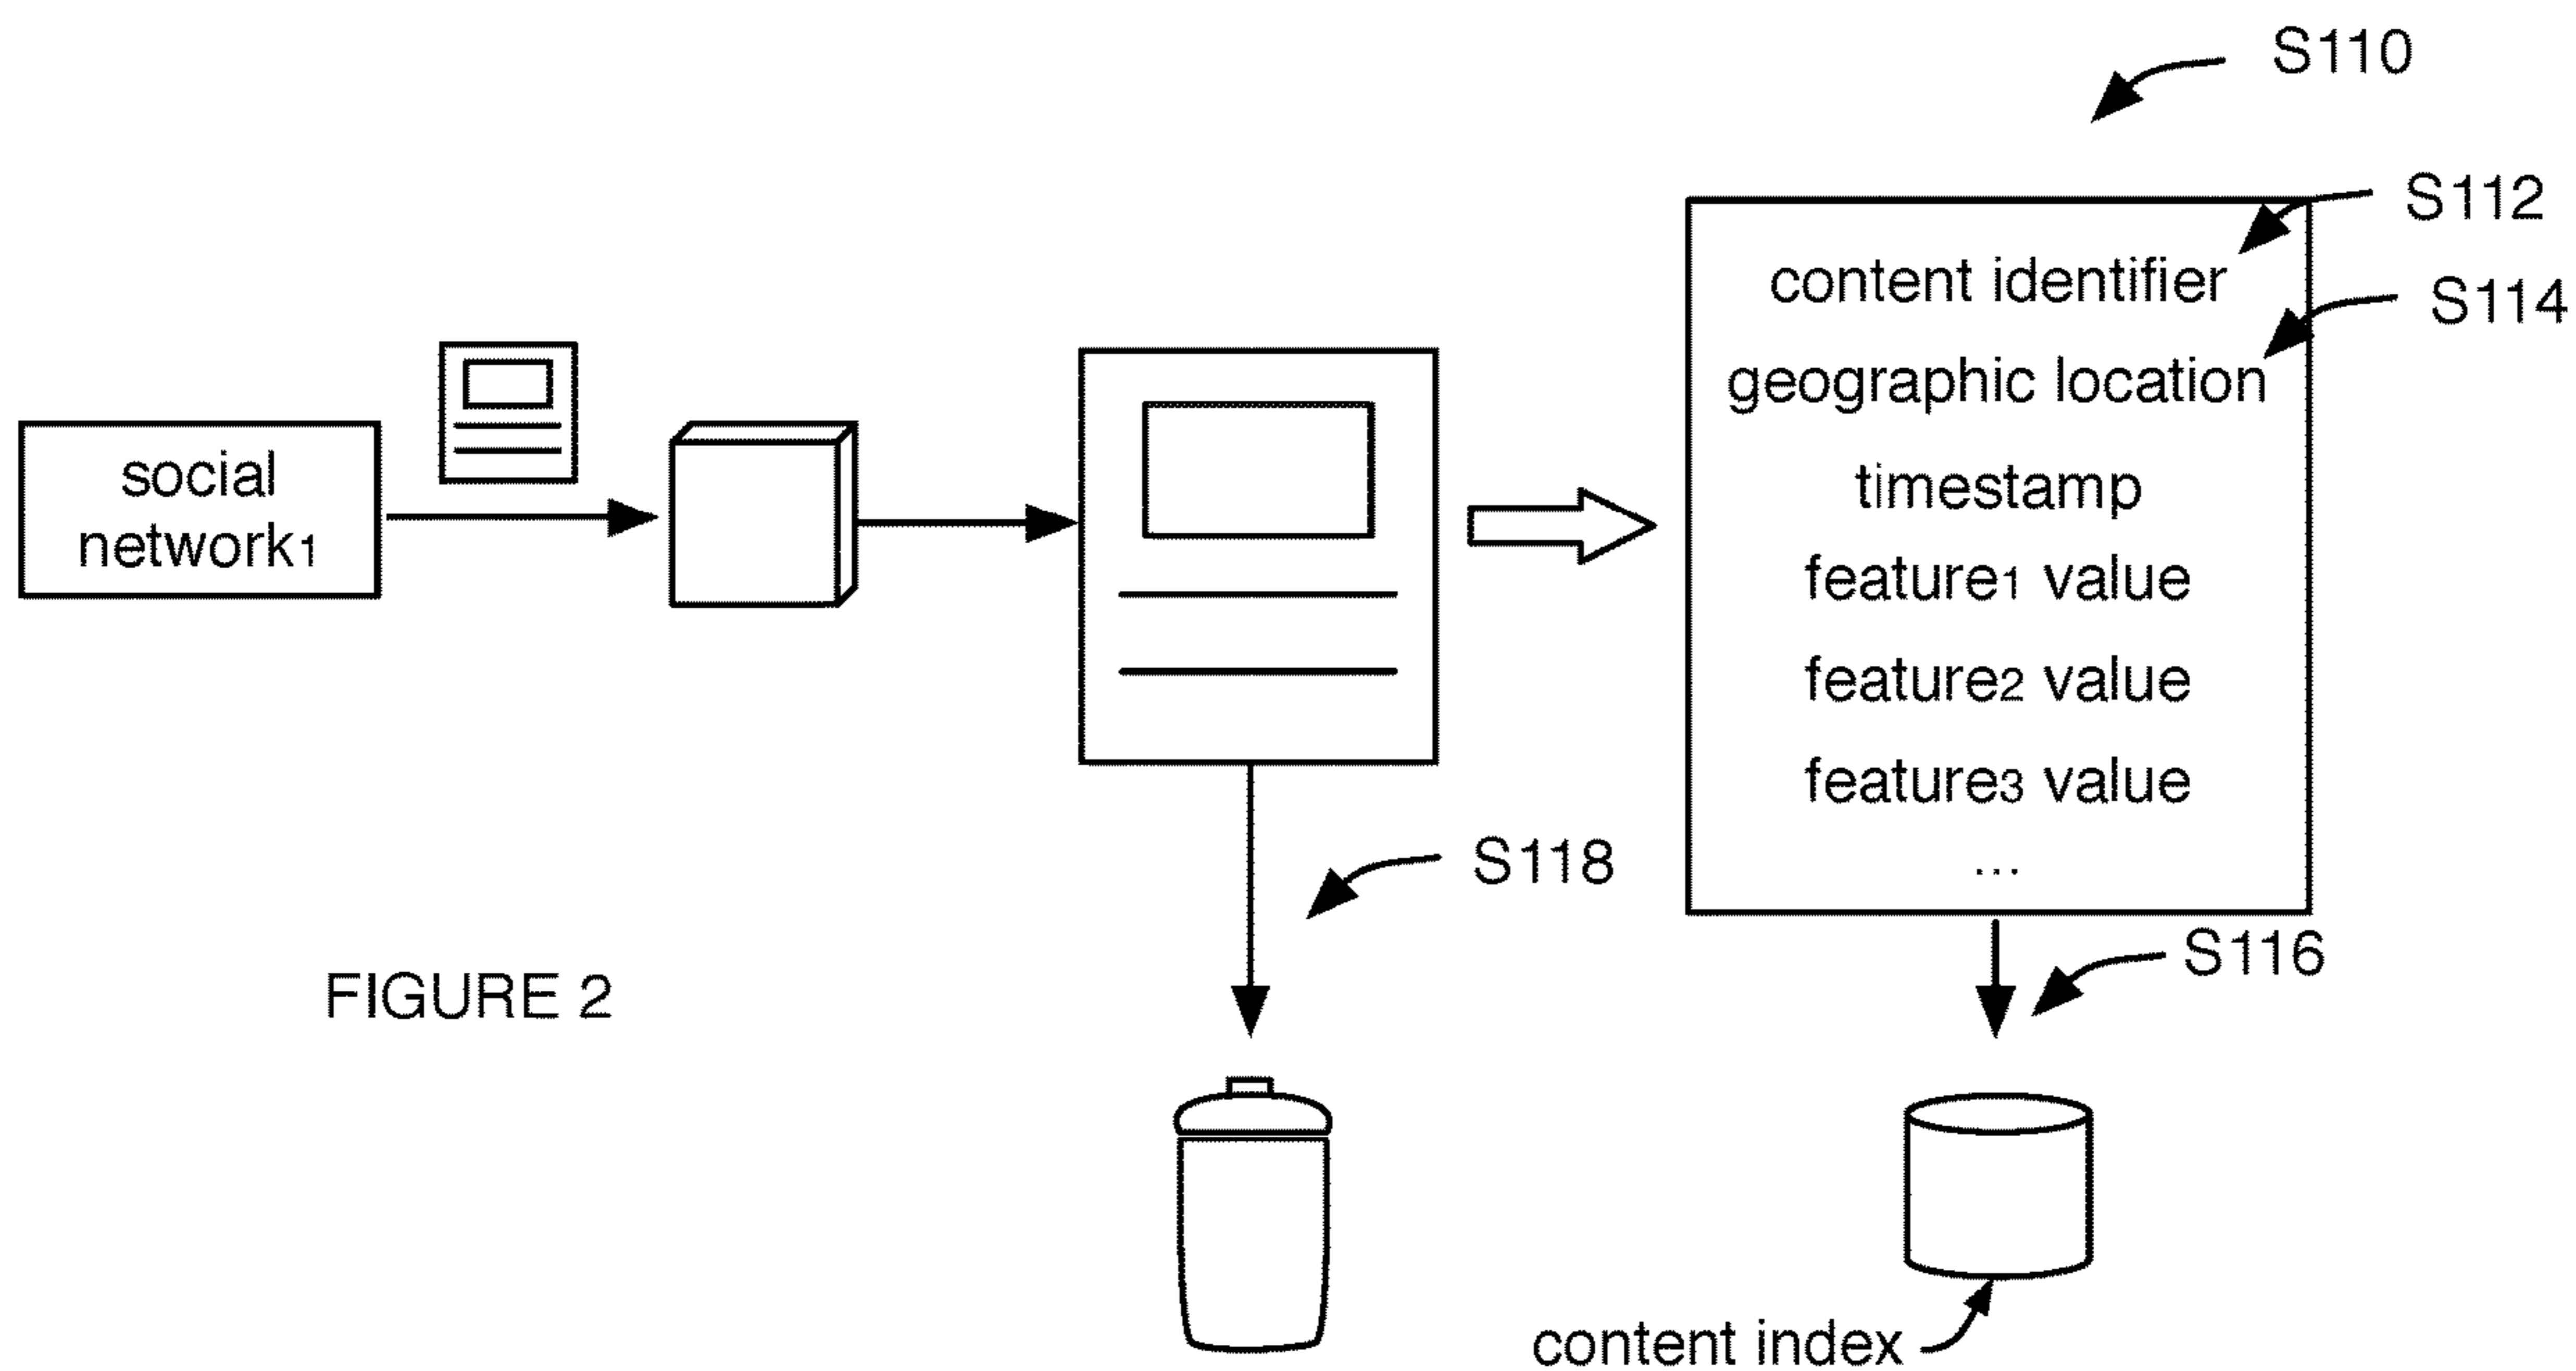 S110
S112
content identifier
S114
geographic location
social
network1
timestamp
feature1 value
feature2 value
feature3 value
...
S118
S116
FIGURE 2
content index